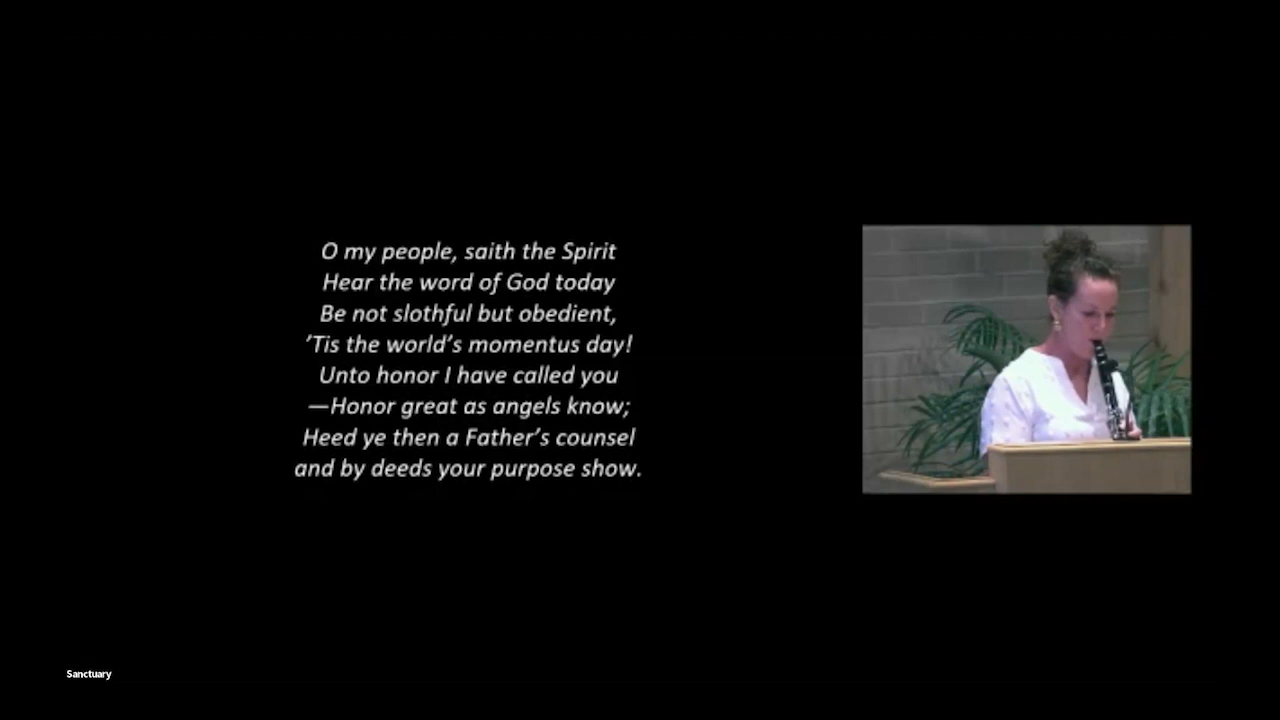 O my people, saith the Spirit
Hear the word of God today
Be not slothful but obedient,
’Tis the world’s momentus day!
Unto honor I have called you
—Honor great as angels know;
Heed ye then a Father’s counsel
and by deeds your purpose show.
Sanctuary